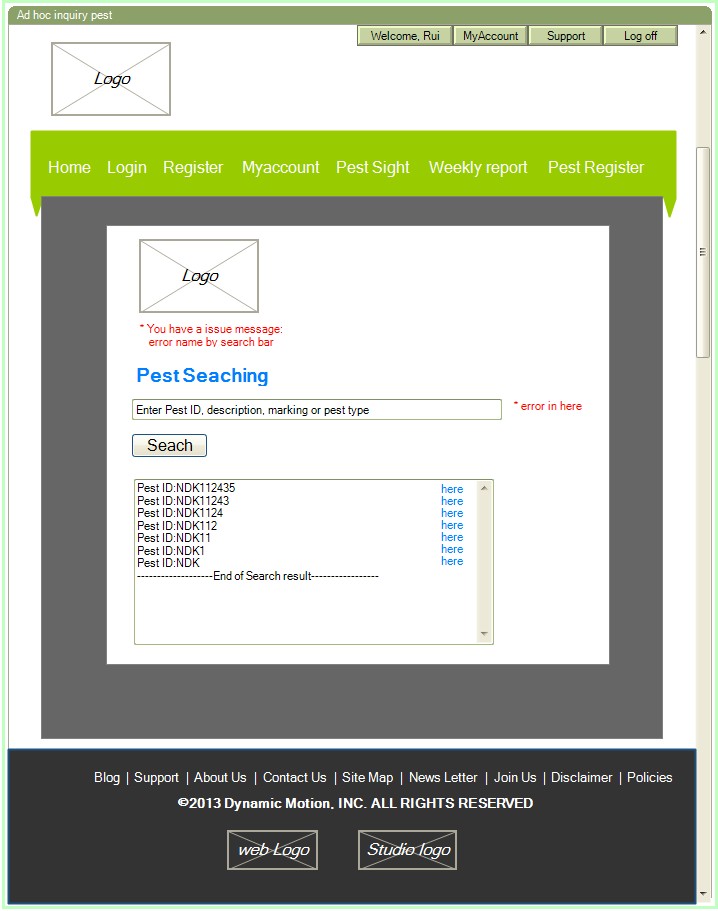 Ad hoc inquiry pest
Welcome, Rui MyAccount Support Log off
Logo
Home Login Register Myaccount Pest Sight Weekly report Pest Register
Logo
* You have a issue message:
error name by search bar
Pest Seaching
Enter Pest ID, description, marking or pest type
* error in here
Seach
Pest ID:NDK112435 here
Pest ID:NDK11243 here
Pest ID:NDK1124 here
Pest ID:NDK112 here
Pest ID:NDK11 here
Pest ID:NDK1 here
Pest ID:NDK here
-------------------End of Search result-----------------
Blog | Support | About Us | Contact Us | Site Map | News Letter | Join Us | Disclaimer | Policies
©2013 Dynamic Motion, INC. ALL RIGHTS RESERVED
web Logo Studio logo